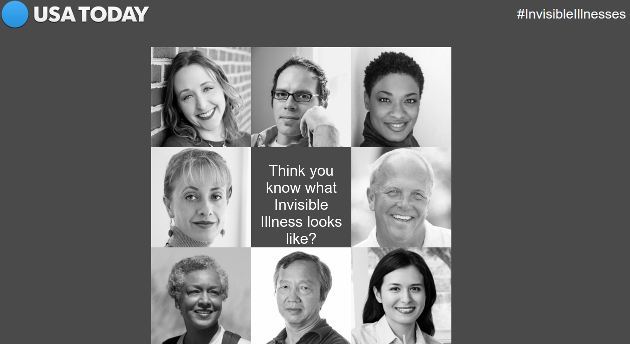 USA TODAY
#InvisibleIllnesses
Think you
know what
Invisible
Illness looks
like?